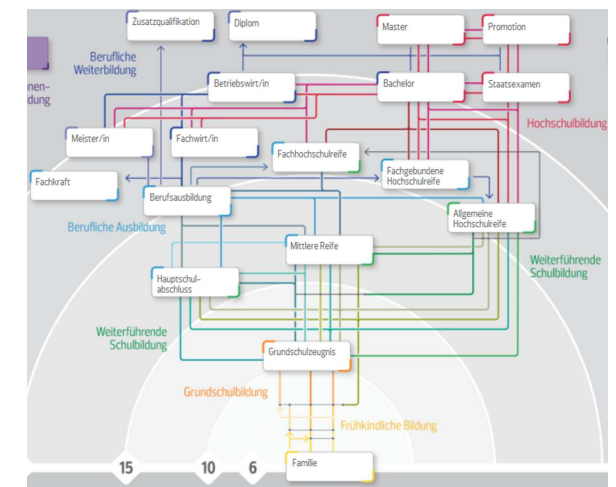 Zusatzqualifikation
Diplom
Master
Promotion
nen-
dung
Berufliche
Weiterbildung
Betriebswirt/in
Bachelor
Staatsexamen
Hochschulbildung
Meister/in
Fachwirt/in
Fachhochschulreife
Fachgebundene
Hochschulreife
Fachkraft
Berufsausbildung
Allgemeine
Hochschulreife
Berufliche Ausbildung
Mittlere Reife
Weiterführende
Schulbildung
Hauptschul-
abschluss
Weiterführende
Schulbildung
Grundschulzeugnis
Grundschulbildung
Frühkindliche Bildung
Familie
15
10
6